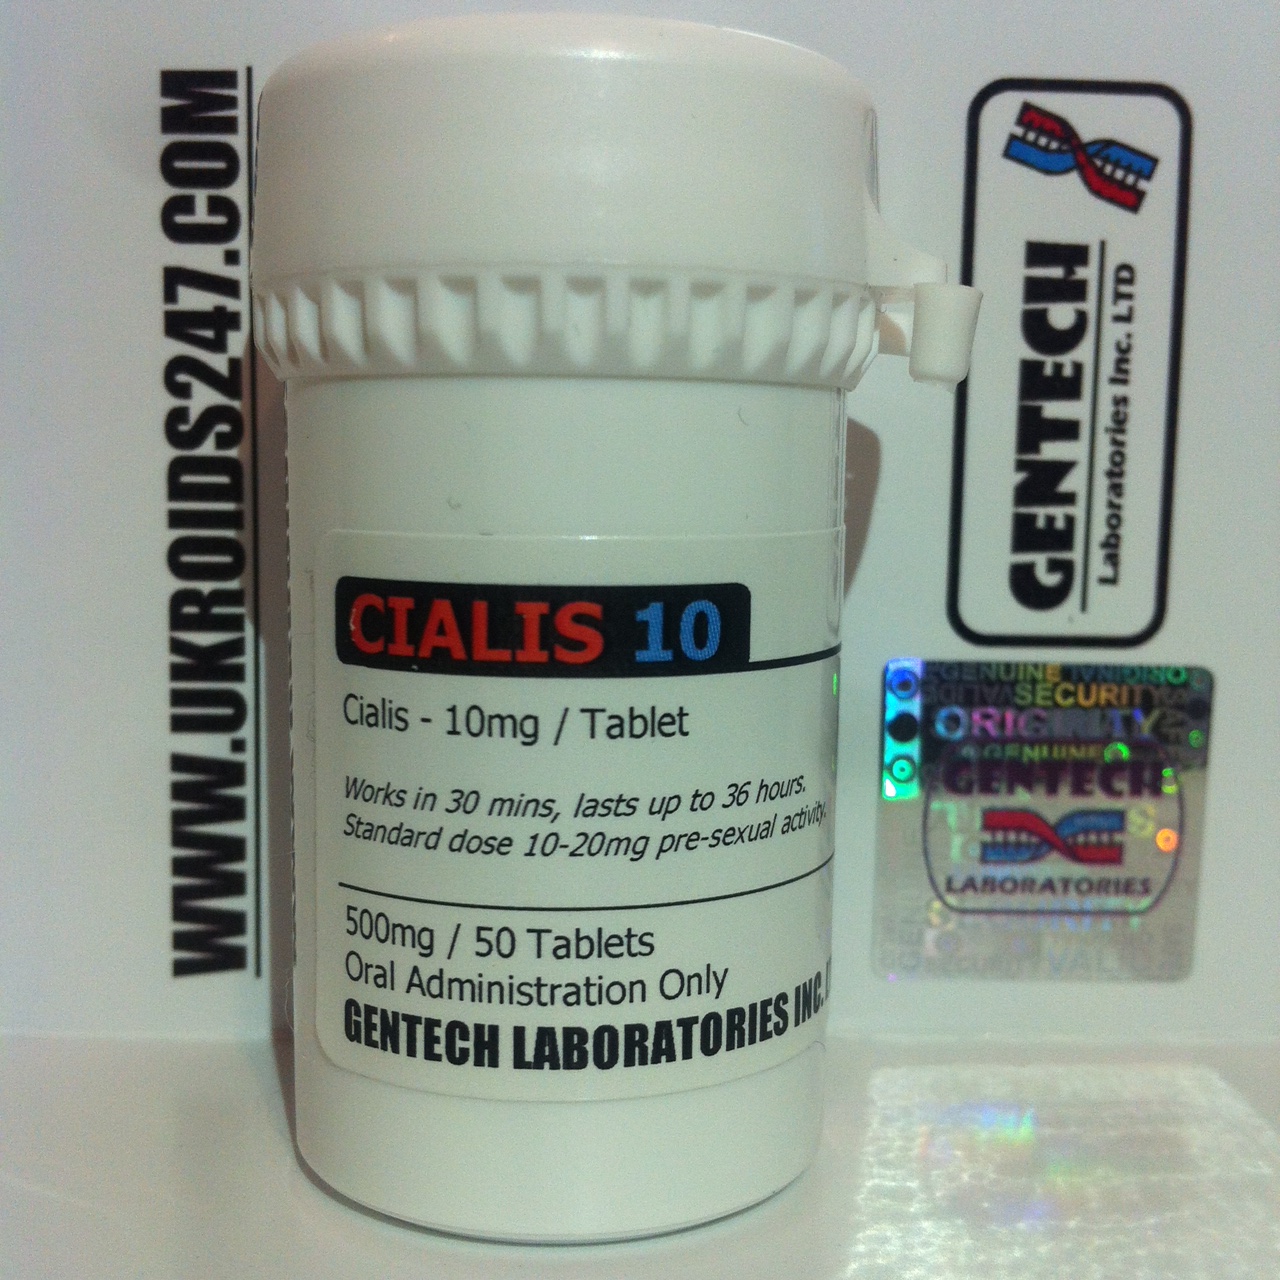 WWW.UKROIDS247.COM
CIALIS 10
Cialis - 10mg / Tablet
Works in 30 mins, lasts up to 36 hours.
Standard dose 10-20mg pre-sexual activity.
500mg / 50 Tablets
Oral Administration Only
GENTECH LABORATORIES INC.
GENTECH
Laboratories Inc. LTD
GENUINE ORIGINAL
SECURITY
ORIGINITY
GENUINE
GENTECH
LABORATORIES